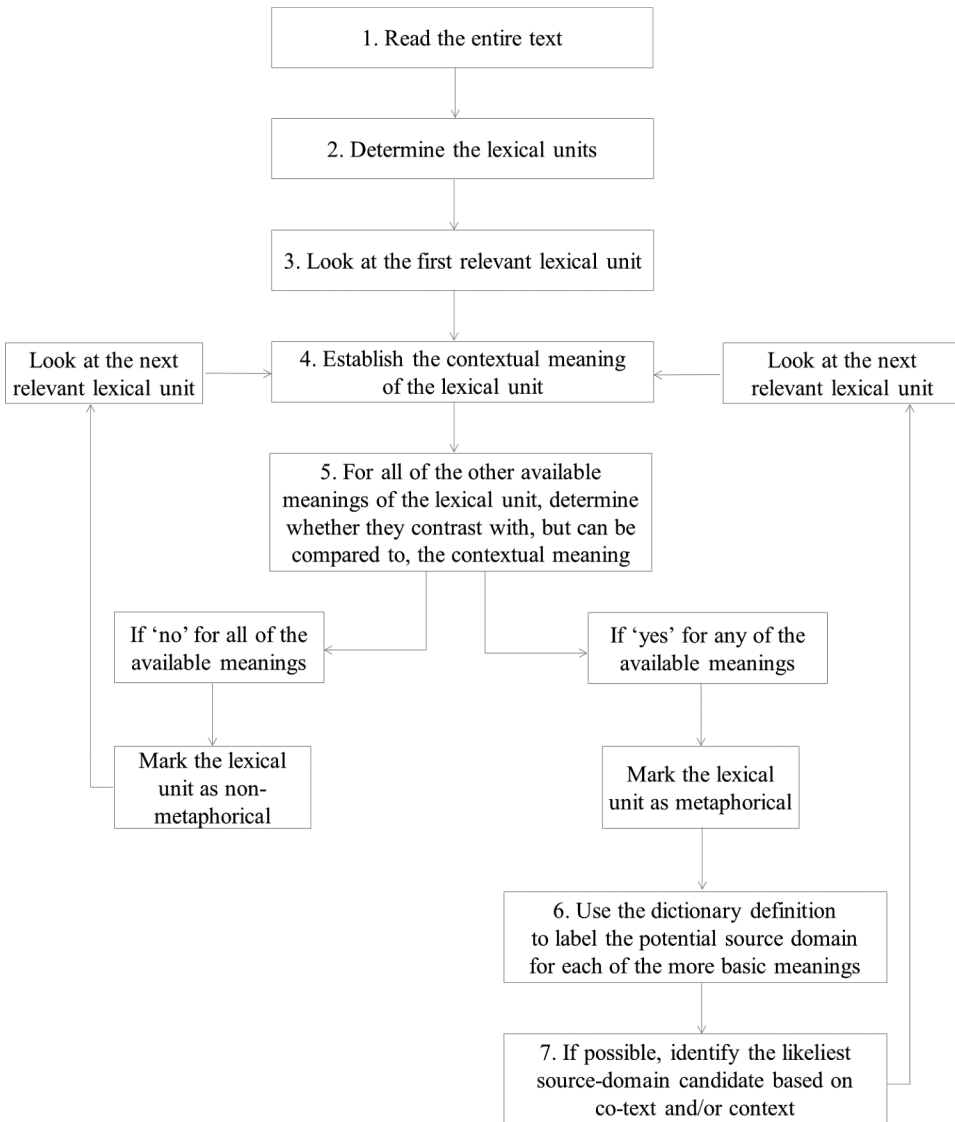 1. Read the entire text
2. Determine the lexical units
3. Look at the first relevant lexical unit
Look at the next
relevant lexical unit
4. Establish the contextual meaning
of the lexical unit
Look at the next
relevant lexical unit
5. For all of the other available
meanings of the lexical unit, determine
whether they contrast with, but can be
compared to, the contextual meaning
If ‘no’ for all of the
available meanings
If ‘yes’ for any of the
available meanings
Mark the lexical
unit as non-
metaphorical
Mark the lexical
unit as metaphorical
6. Use the dictionary definition
to label the potential source domain
for each of the more basic meanings
7. If possible, identify the likeliest
source-domain candidate based on
co-text and/or context